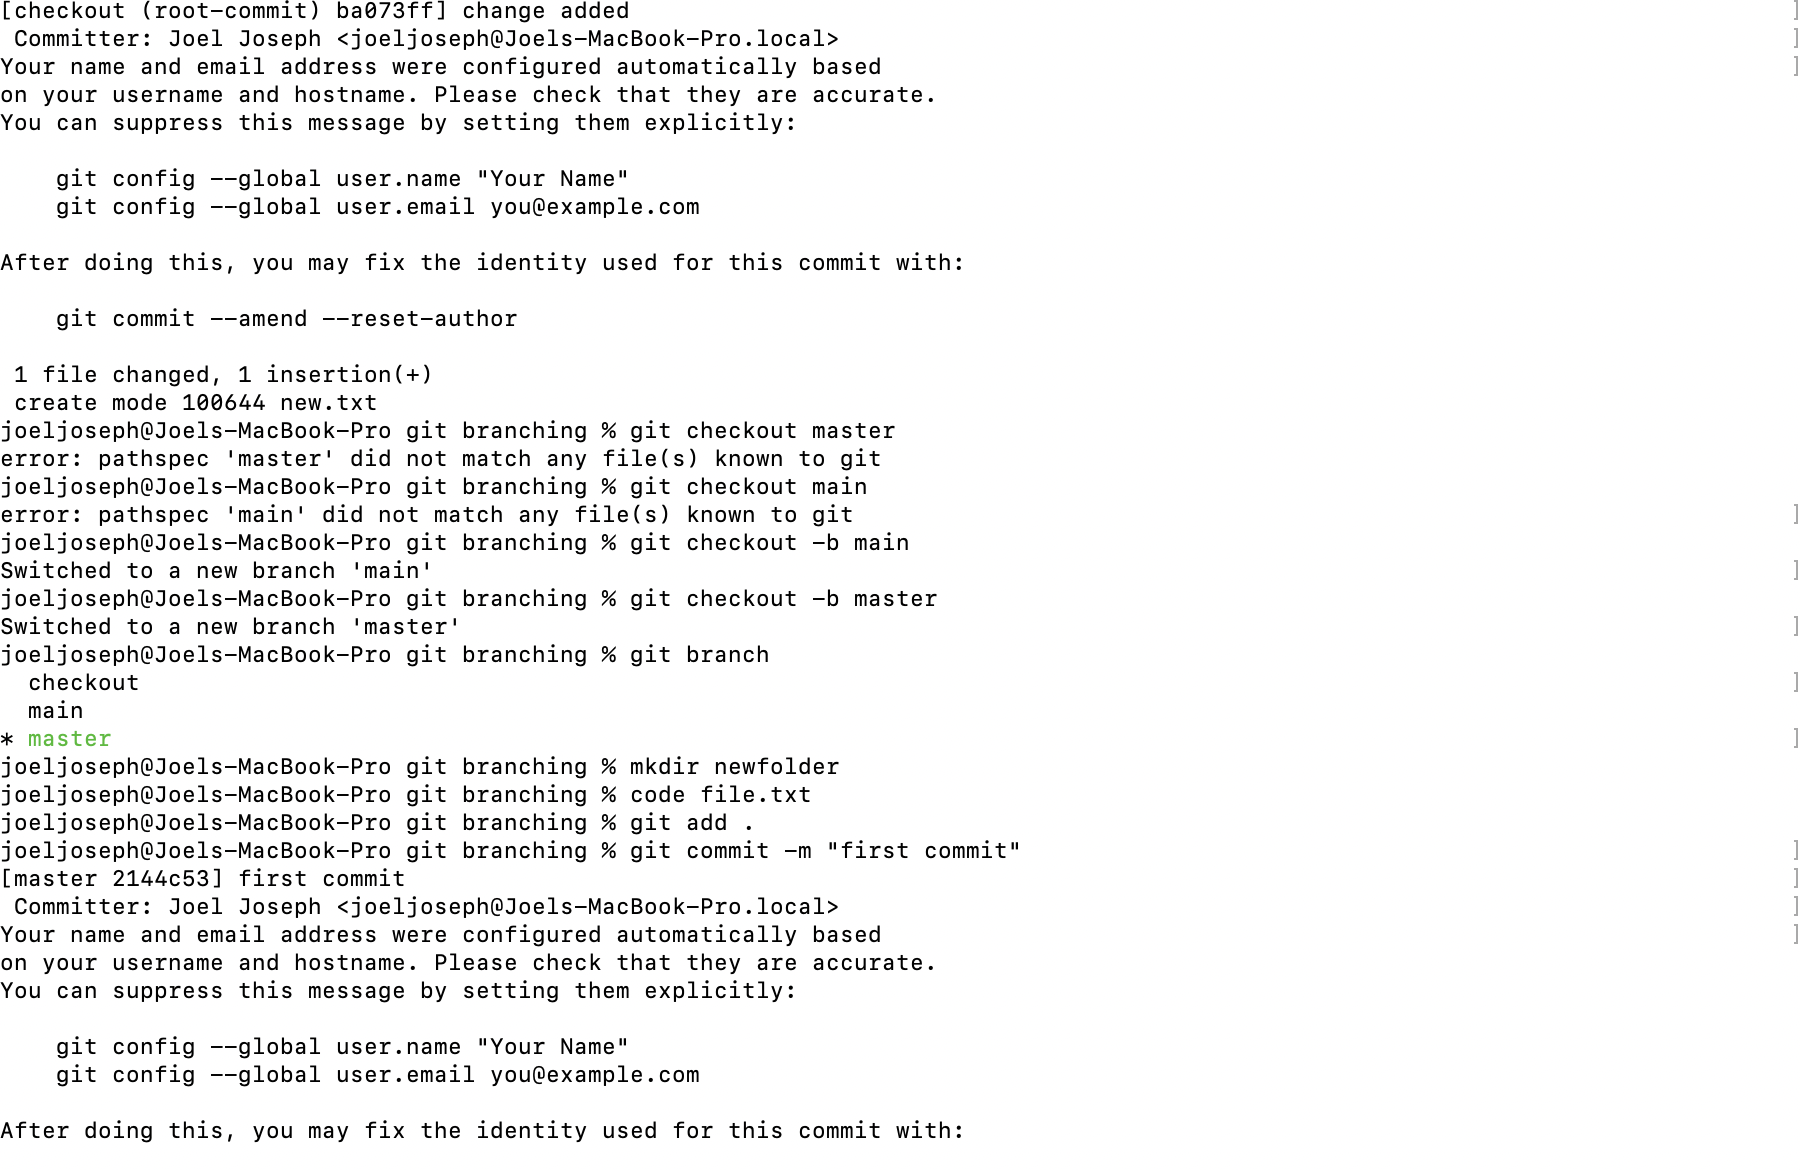 [checkout (root-commit) ba073ff] change added
 Committer: Joel Joseph <joeljoseph@Joels-MacBook-Pro.local>
Your name and email address were configured automatically based
on your username and hostname. Please check that they are accurate.
You can suppress this message by setting them explicitly:

    git config --global user.name "Your Name"
    git config --global user.email you@example.com

After doing this, you may fix the identity used for this commit with:

    git commit --amend --reset-author

 1 file changed, 1 insertion(+)
 create mode 100644 new.txt
joeljoseph@Joels-MacBook-Pro git branching % git checkout master
error: pathspec 'master' did not match any file(s) known to git
joeljoseph@Joels-MacBook-Pro git branching % git checkout main
error: pathspec 'main' did not match any file(s) known to git
joeljoseph@Joels-MacBook-Pro git branching % git checkout -b main
Switched to a new branch 'main'
joeljoseph@Joels-MacBook-Pro git branching % git checkout -b master
Switched to a new branch 'master'
joeljoseph@Joels-MacBook-Pro git branching % git branch
  checkout
  main
* master
joeljoseph@Joels-MacBook-Pro git branching % mkdir newfolder
joeljoseph@Joels-MacBook-Pro git branching % code file.txt
joeljoseph@Joels-MacBook-Pro git branching % git add .
joeljoseph@Joels-MacBook-Pro git branching % git commit -m "first commit"
[master 2144c53] first commit
 Committer: Joel Joseph <joeljoseph@Joels-MacBook-Pro.local>
Your name and email address were configured automatically based
on your username and hostname. Please check that they are accurate.
You can suppress this message by setting them explicitly:

    git config --global user.name "Your Name"
    git config --global user.email you@example.com

After doing this, you may fix the identity used for this commit with: